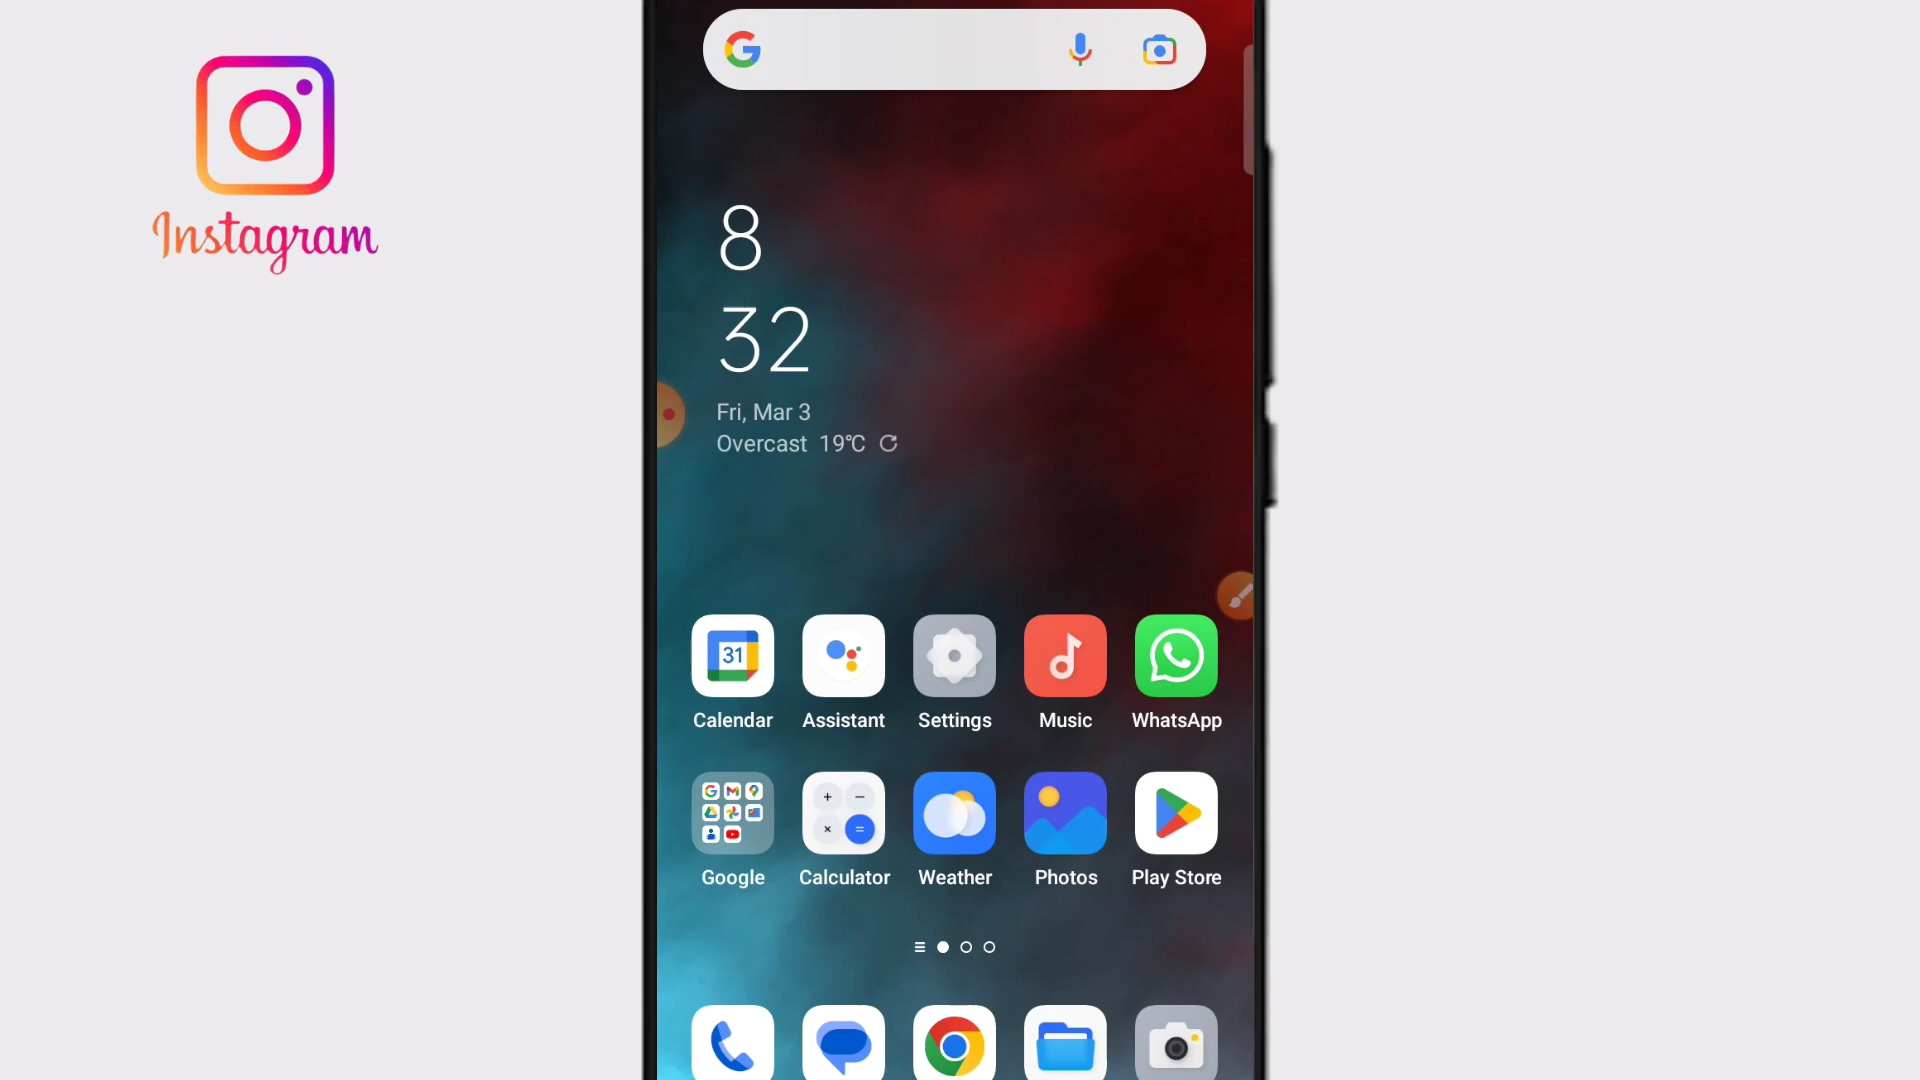 Instagram
8
32
Fri, Mar 3
Overcast 19℃
31
Calendar
Assistant
Settings
Music
WhatsApp
Google
Calculator
Weather
Photos
Play Store